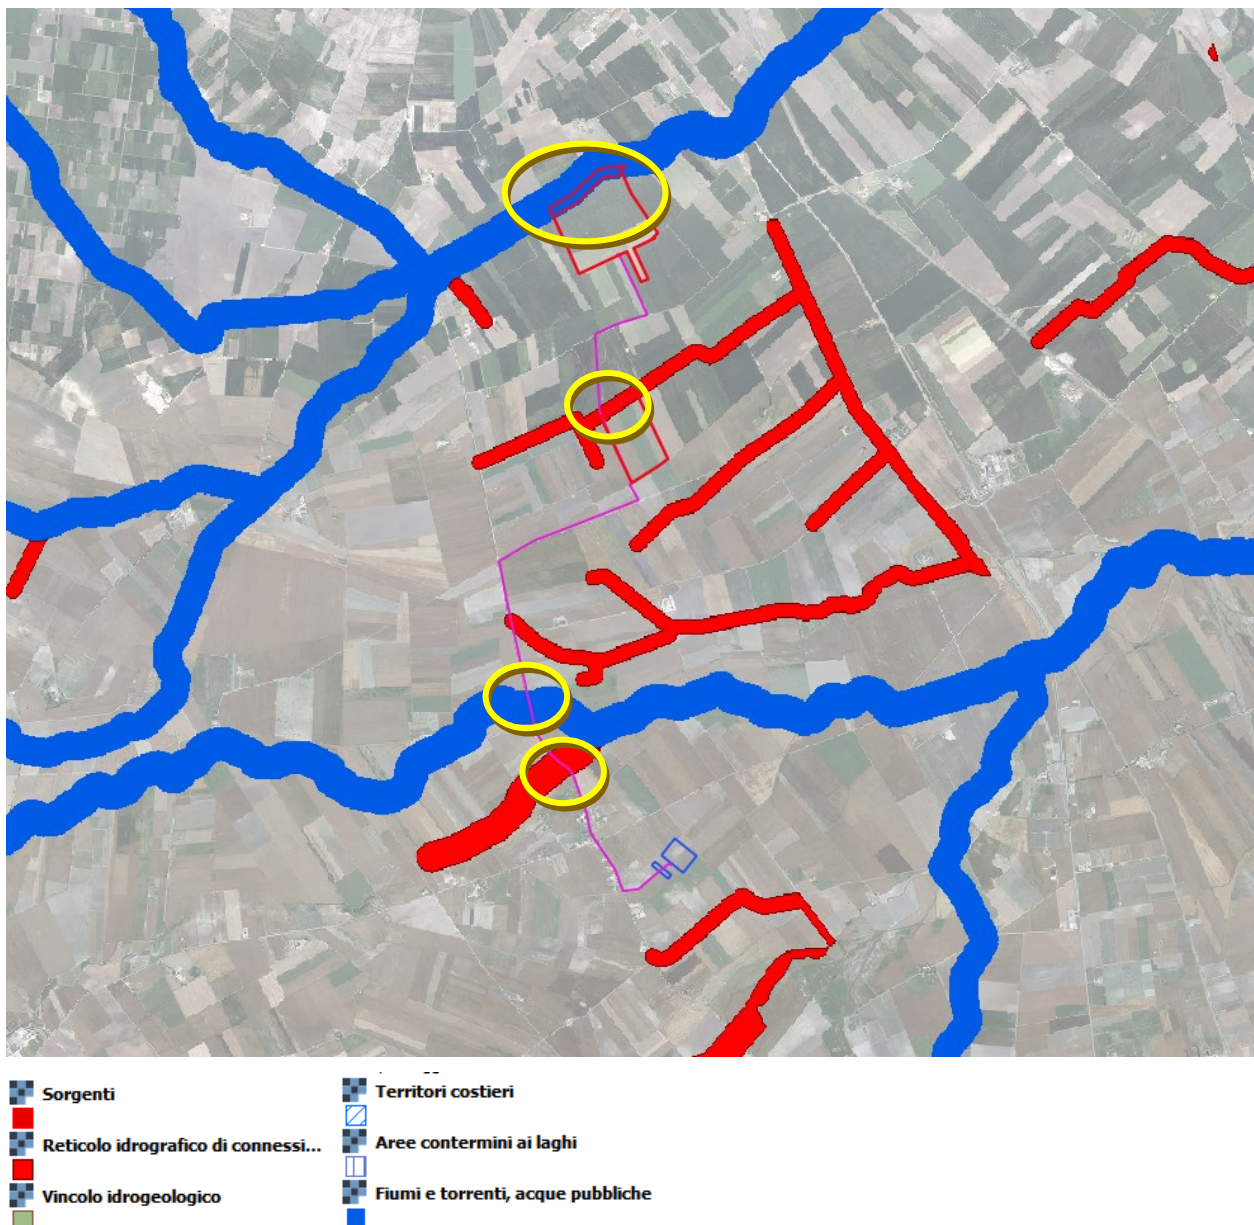 Sorgenti
Reticolo idrografico di connessi...
Vincolo idrogeologico
Territori costieri
Aree contermini ai laghi
Fiumi e torrenti, acque pubbliche